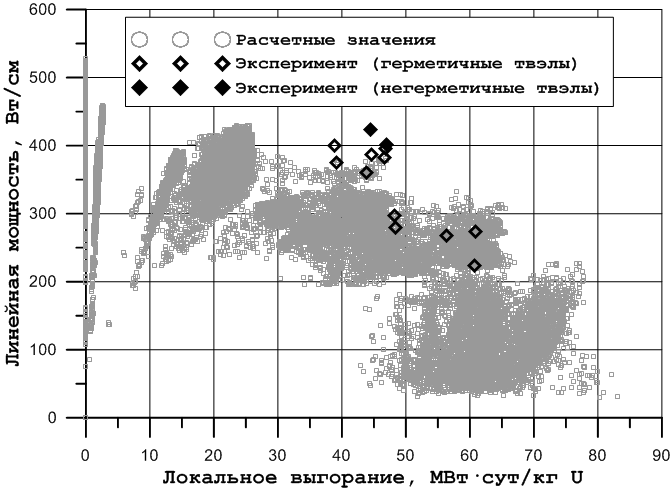 600
Расчетные значения
Эксперимент (герметичные твэлы)
Эксперимент (негерметичные твэлы)
500
400
300
200
100
0
Линейная мощность, Вт/см
0 10 20 30 40 50 60 70 80 90
Локальное выгорание, МВт·сут/кг U